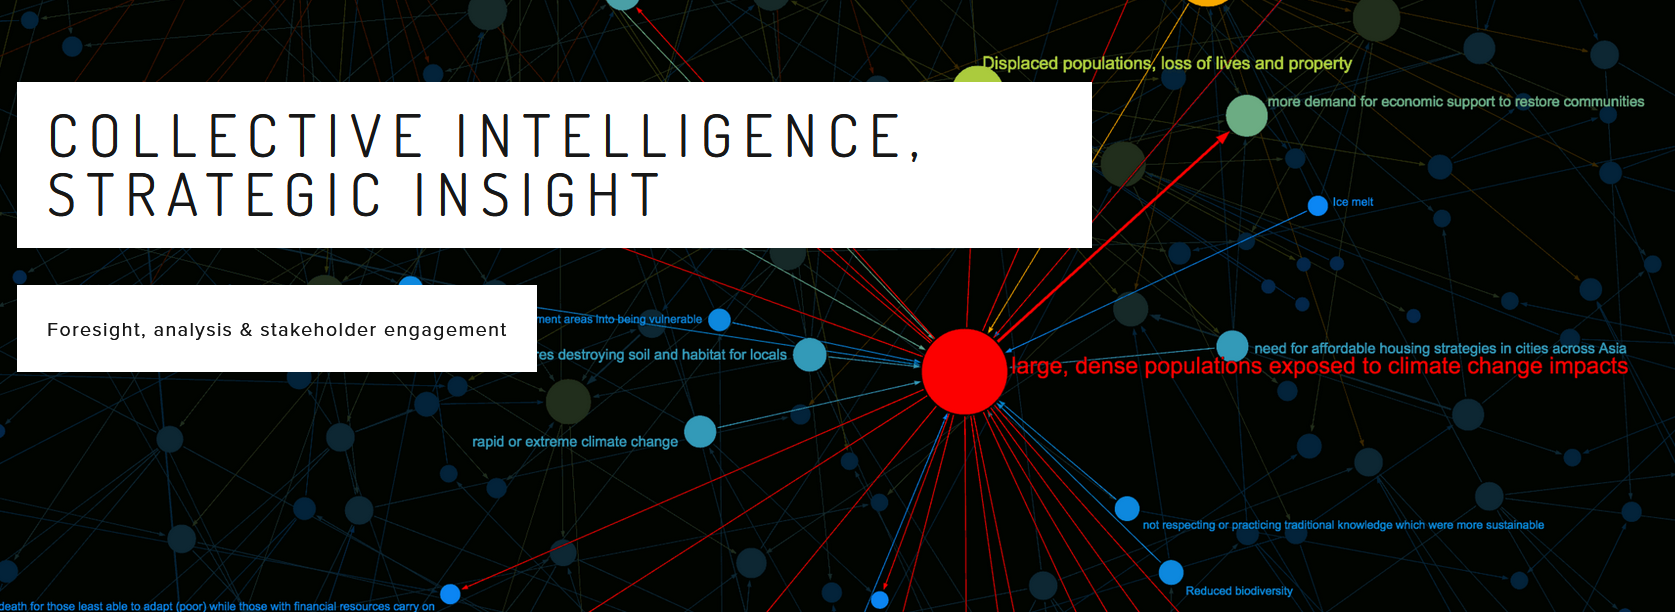 Displaced populations, loss of lives and property
more demand for economic support to restore communities
COLLECTIVE INTELLIGENCE,
STRATEGIC INSIGHT
Ice melt
Foresight, analysis & stakeholder engagement
areas into being vulnerable
destroying soil and habitat for locals
need for affordable housing strategies in cities across Asia
large, dense populations exposed to climate change impacts
rapid or extreme climate change
not respecting or practicing traditional knowledge which were more sustainable
Reduced biodiversity
death for those least able to adapt (poor) while those with financial resources carry on